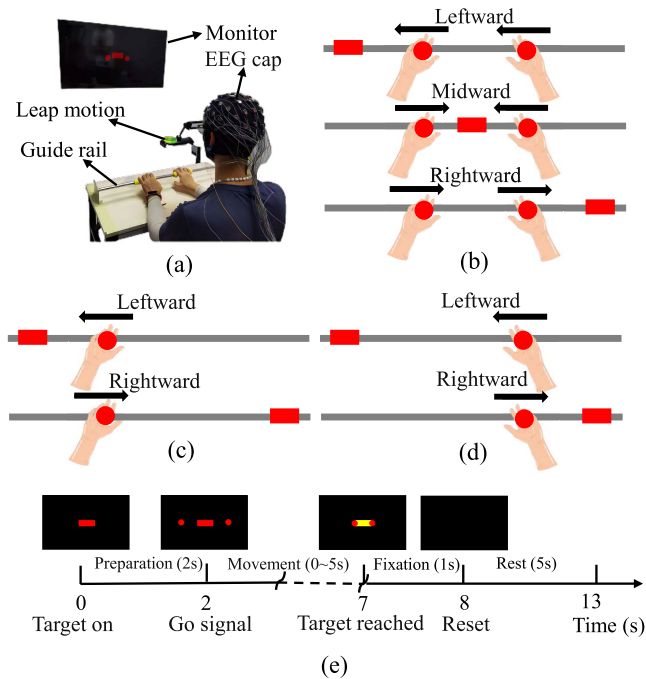 Monitor
EEG cap
Leap motion
Guide rail
(a)
Leftward
Midward
Rightward
(b)
Leftward
Rightward
(c)
Leftward
Rightward
(d)
Preparation (2s)
Movement (0~5s)
Fixation (1s)
Rest (5s)
0
2
7
8
13
Target on
Go signal
Target reached
Reset
Time (s)
(e)